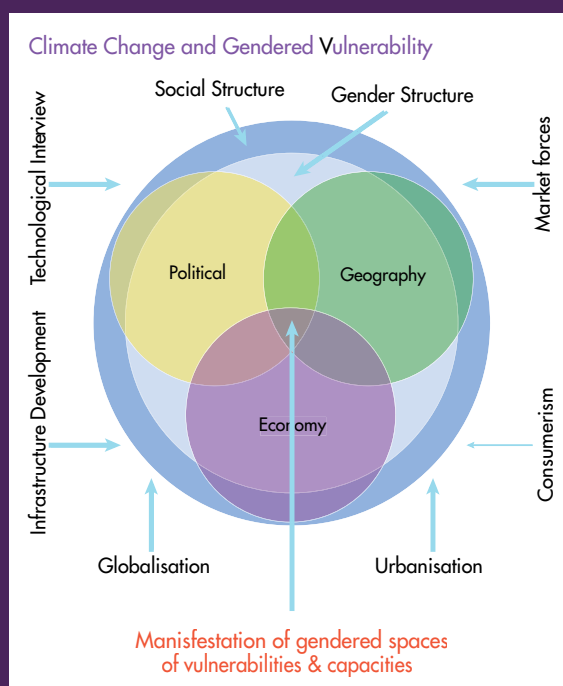 Climate Change and Gendered Vulnerability
Social Structure
Gender Structure
Technological Interview
Market forces
Political
Geography
Economy
Infrastructure Development
Consumerism
Globalisation
Urbanisation
Manisfestation of gendered spaces
of vulnerabilities & capacities